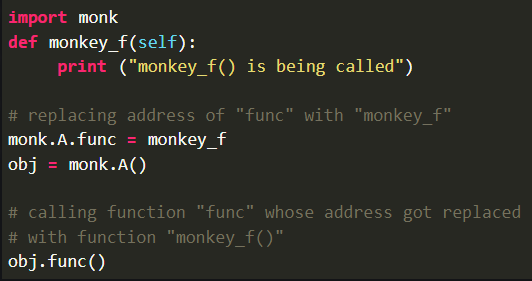 import monk
def monkey_f(self):
     print ("monkey_f() is being called")

# replacing address of "func" with "monkey_f"
monk.A.func = monkey_f
obj = monk.A()

# calling function "func" whose address got replaced
# with function "monkey_f()"
obj.func()